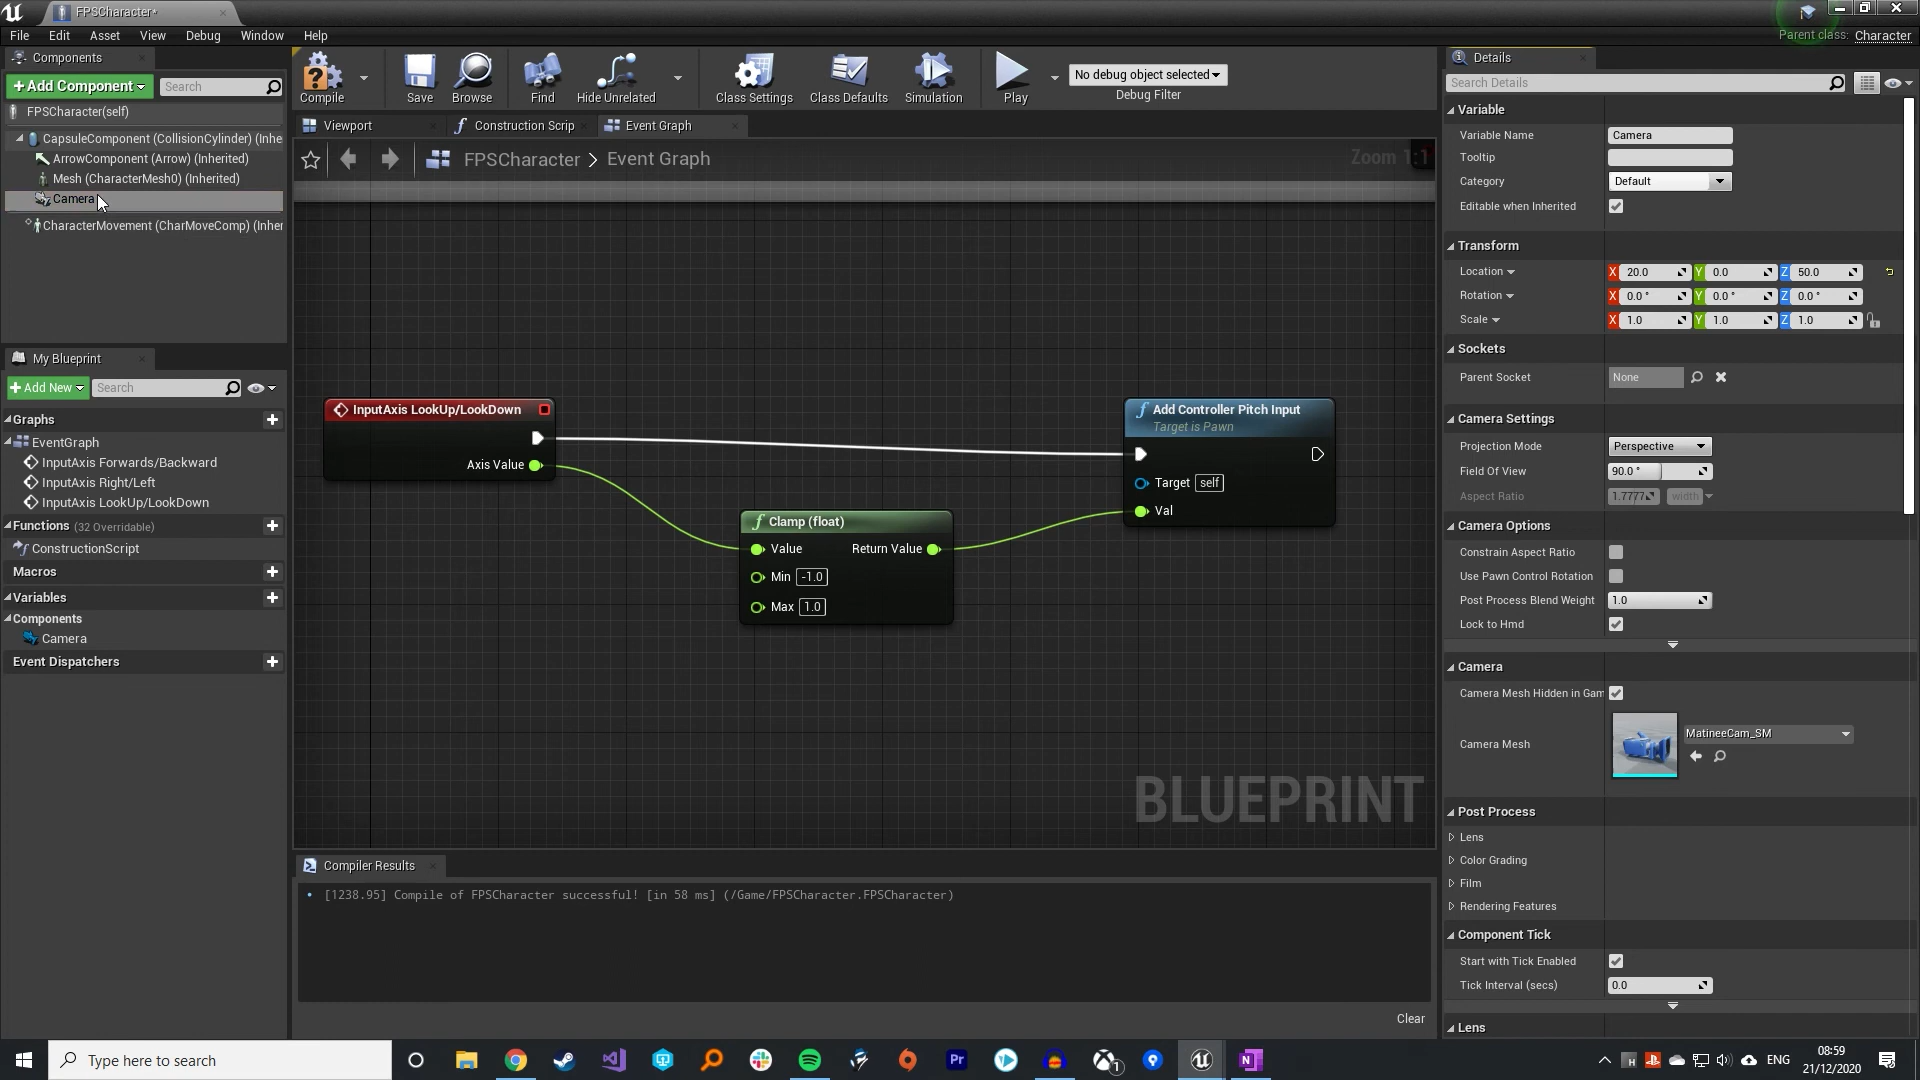 FPSCharacter*
Parent class: Character
File Edit Asset View Debug Window Help
Components
+Add Component
Search
FPSCharacter(self)
CapsuleComponent (CollisionCylinder) (Inhe
ArrowComponent (Arrow) (Inherited)
Mesh (CharacterMesh0) (Inherited)
Camera
CharacterMovement (CharMoveComp) (Inher
My Blueprint
+Add New
Search
Graphs
EventGraph
InputAxis Forwards/Backward
InputAxis Right/Left
InputAxis LookUp/LookDown
Functions (32 Overridable)
ConstructionScript
Macros
Variables
Components
Camera
Event Dispatchers
Compile
Save
Browse
Find
Hide Unrelated
Class Settings
Class Defaults
Simulation
Play
No debug object selected
Debug Filter
Viewport
Construction Scrip
Event Graph
FPSCharacter > Event Graph
Zoom 1:1
InputAxis LookUp/LookDown
Axis Value
Clamp (float)
Value Return Value
Min -1.0
Max 1.0
Add Controller Pitch Input
Target is Pawn
Target self
Val
BLUEPRINT
Compiler Results
[1238.95] Compile of FPSCharacter successful! [in 58 ms] (/Game/FPSCharacter.FPSCharacter)
Clear
Details
Search Details
Variable
Variable Name Camera
Tooltip
Category Default
Editable when Inherited
Transform
Location X 20.0 Y 0.0 Z 50.0
Rotation X 0.0 ° Y 0.0 ° Z 0.0 °
Scale X 1.0 Y 1.0 Z 1.0
Sockets
Parent Socket None
Camera Settings
Projection Mode Perspective
Field Of View 90.0 °
Aspect Ratio 1.7777 width
Camera Options
Constrain Aspect Ratio
Use Pawn Control Rotation
Post Process Blend Weight 1.0
Lock to Hmd
Camera
Camera Mesh Hidden in Gam
Camera Mesh MatineeCam_SM
Post Process
Lens
Color Grading
Film
Rendering Features
Component Tick
Start with Tick Enabled
Tick Interval (secs) 0.0
Lens
Type here to search
Pr
1
ENG
08:59
21/12/2020